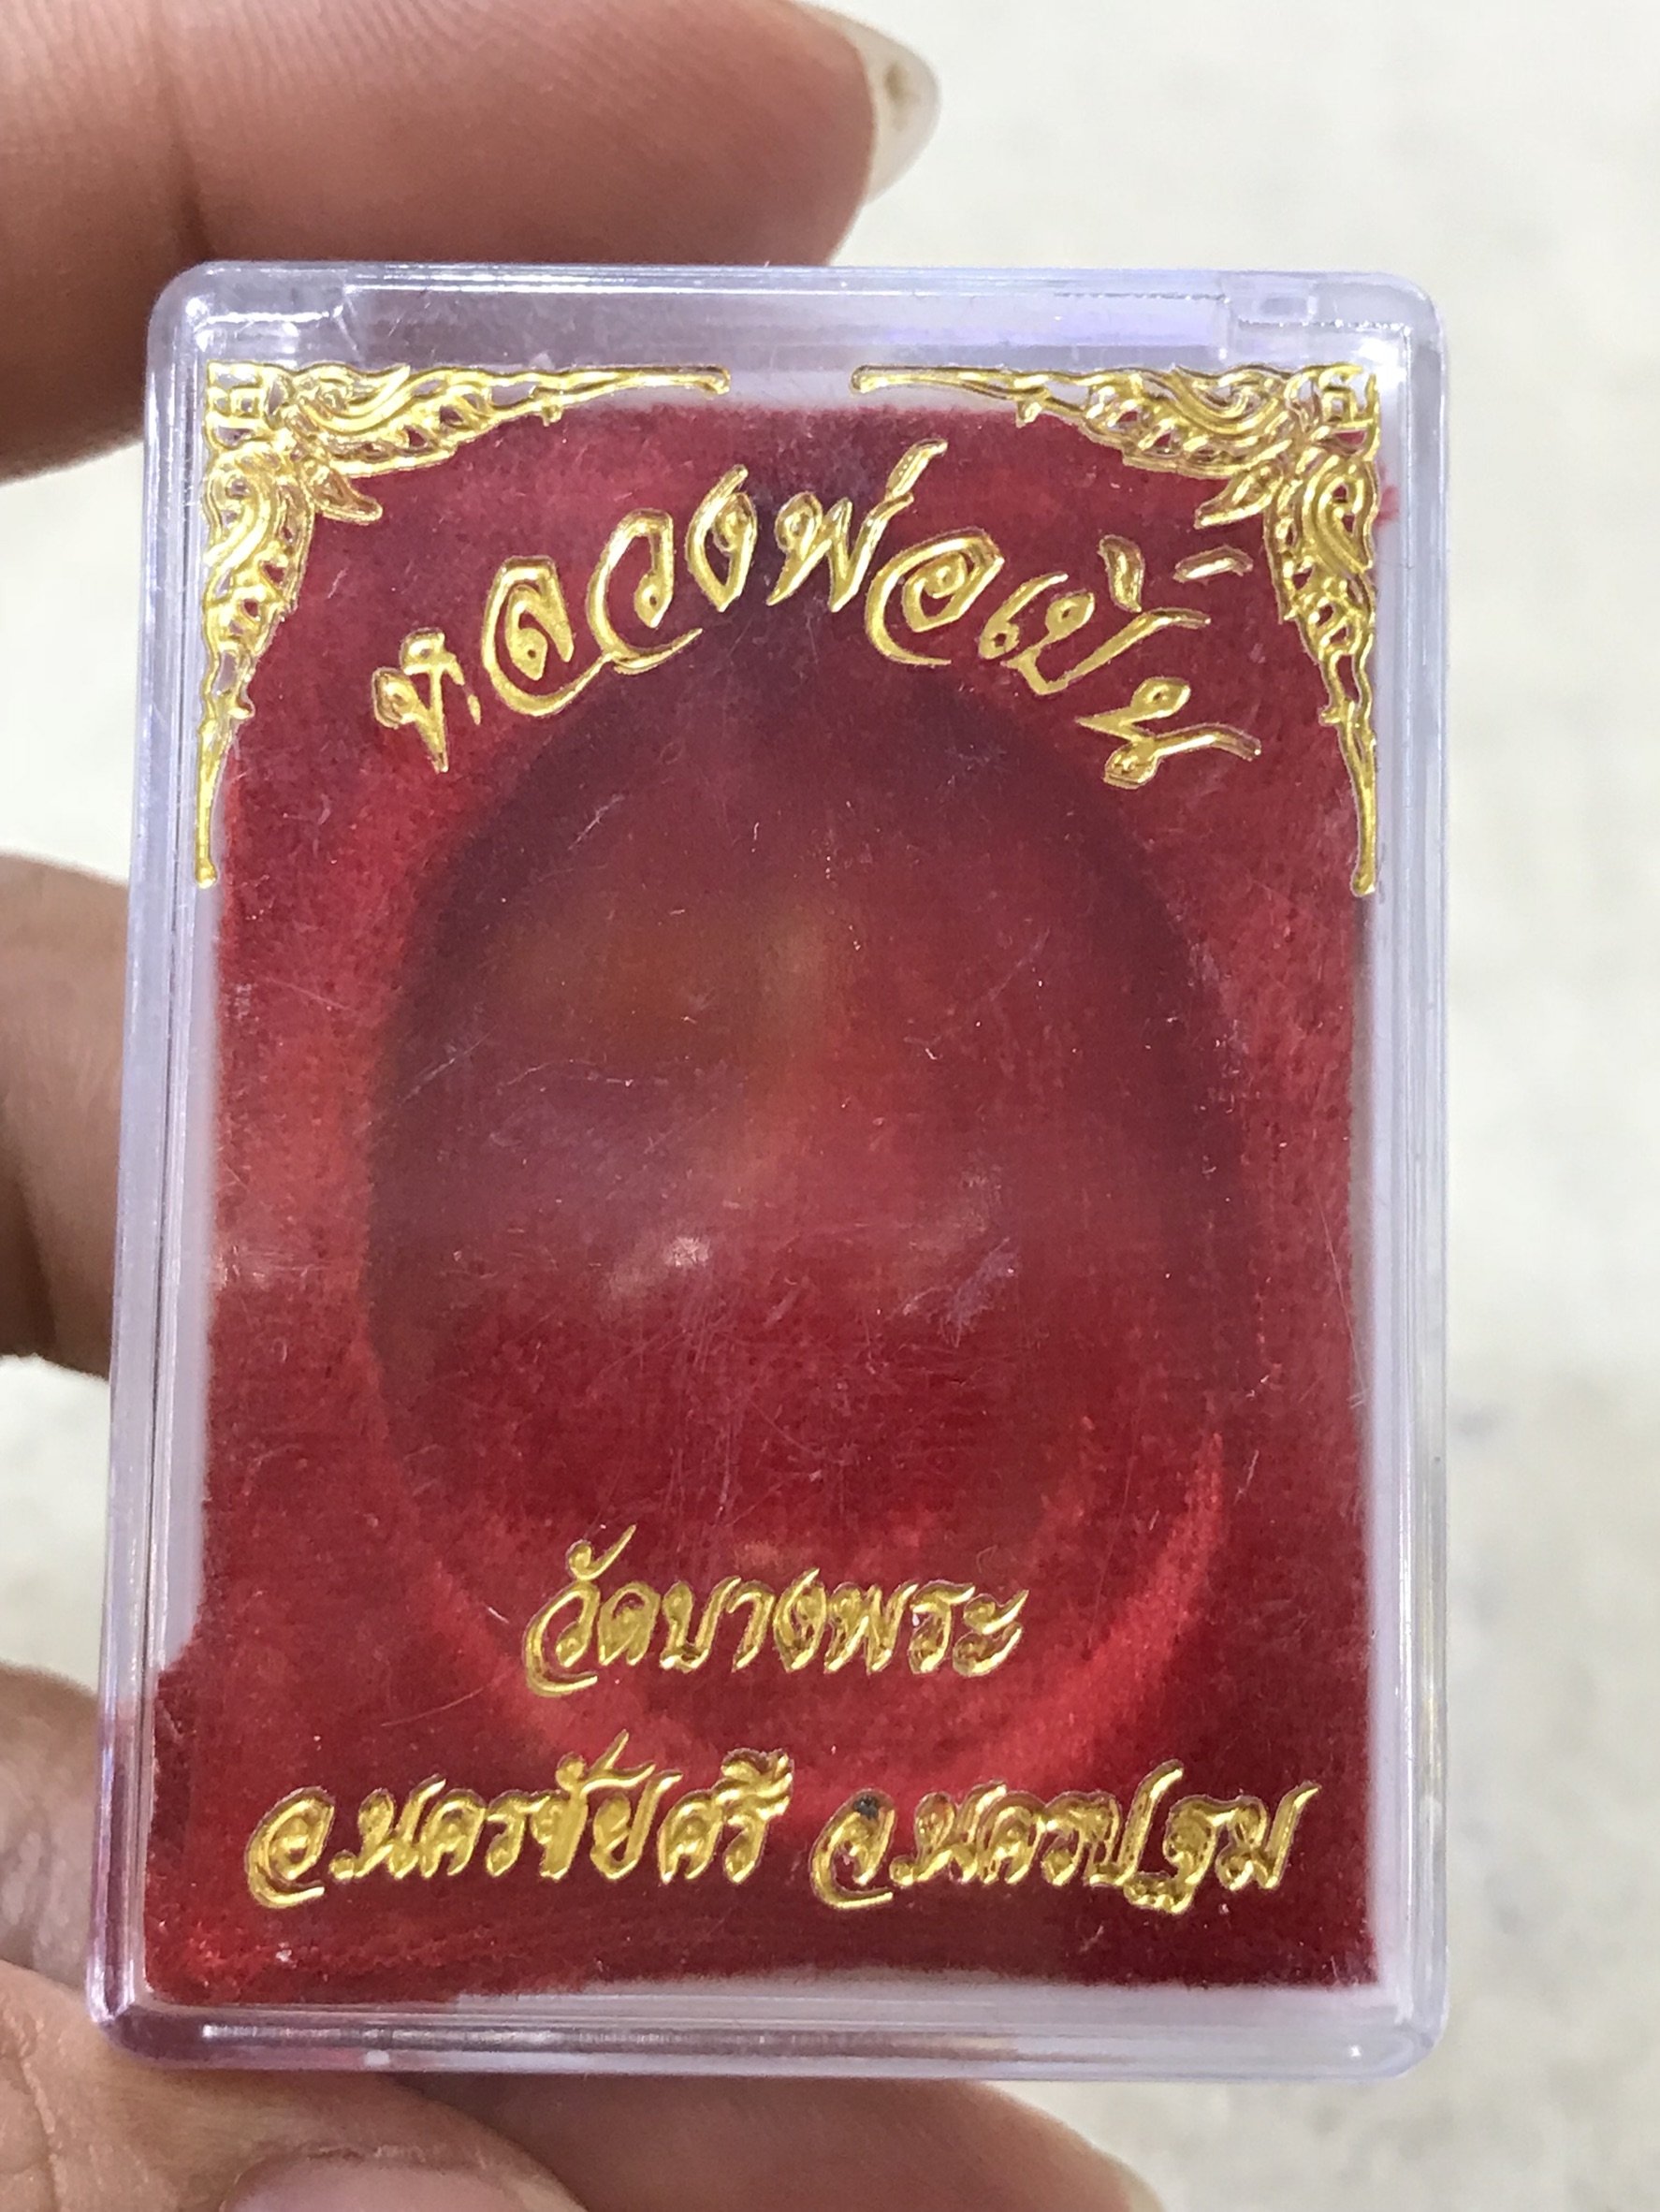 หลวงพ่อเปิ่น
วัดบางพระ
อ.นครชัยศรี จ.นครปฐม